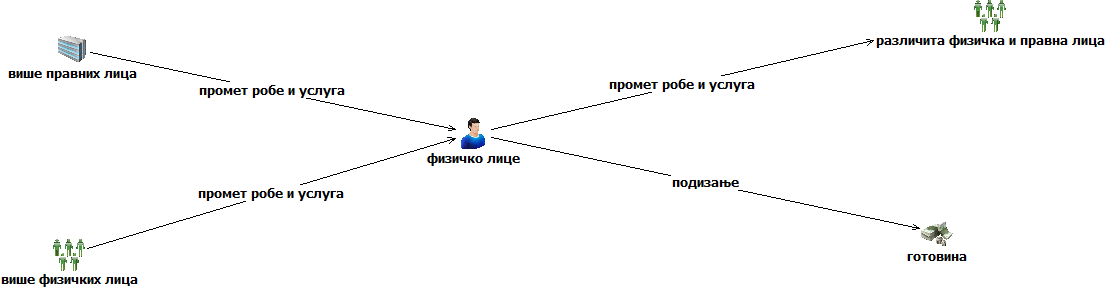 различита физичка и правна лица
више правних лица
промет робе и услуга
промет робе и услуга
физичко лице
подизање
промет робе и услуга
готовина
више физичких лица